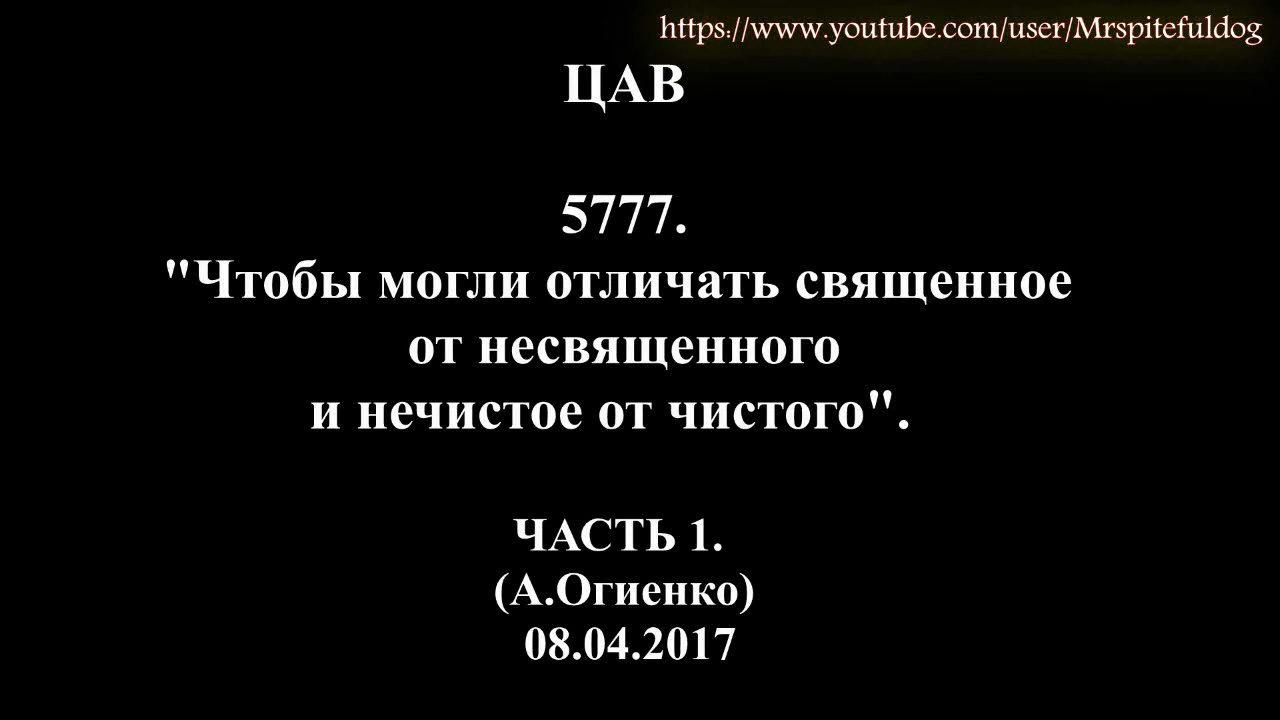 https://www.youtube.com/user/Mrspitefuldog
ЦАВ
5777.
"Чтобы могли отличать священное
от несвященного
и нечистое от чистого".
ЧАСТЬ 1.
(А.Огиенко)
08.04.2017